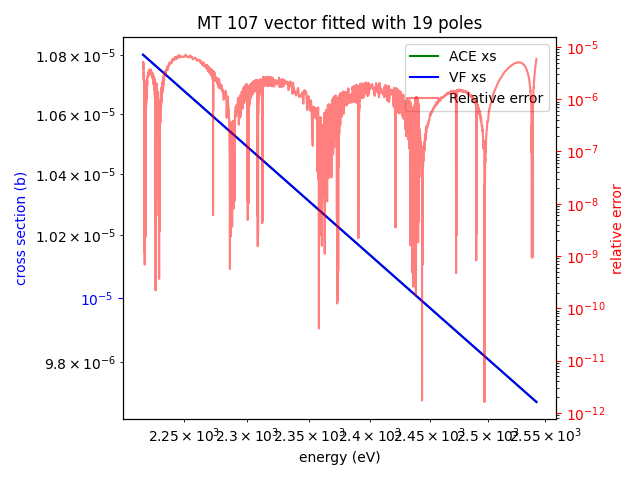 MT 107 vector fitted with 19 poles
ACE xs
VF xs
Relative error
cross section (b)
1.08 × 10⁻⁵
1.06 × 10⁻⁵
1.04 × 10⁻⁵
1.02 × 10⁻⁵
10⁻⁵
9.8 × 10⁻⁶
10⁻⁵
10⁻⁶
10⁻⁷
10⁻⁸
10⁻⁹
10⁻¹⁰
10⁻¹¹
10⁻¹²
relative error
2.25 × 10³ 2.3 × 10³ 2.35 × 10³ 2.4 × 10³ 2.45 × 10³ 2.5 × 10³ 2.55 × 10³
energy (eV)